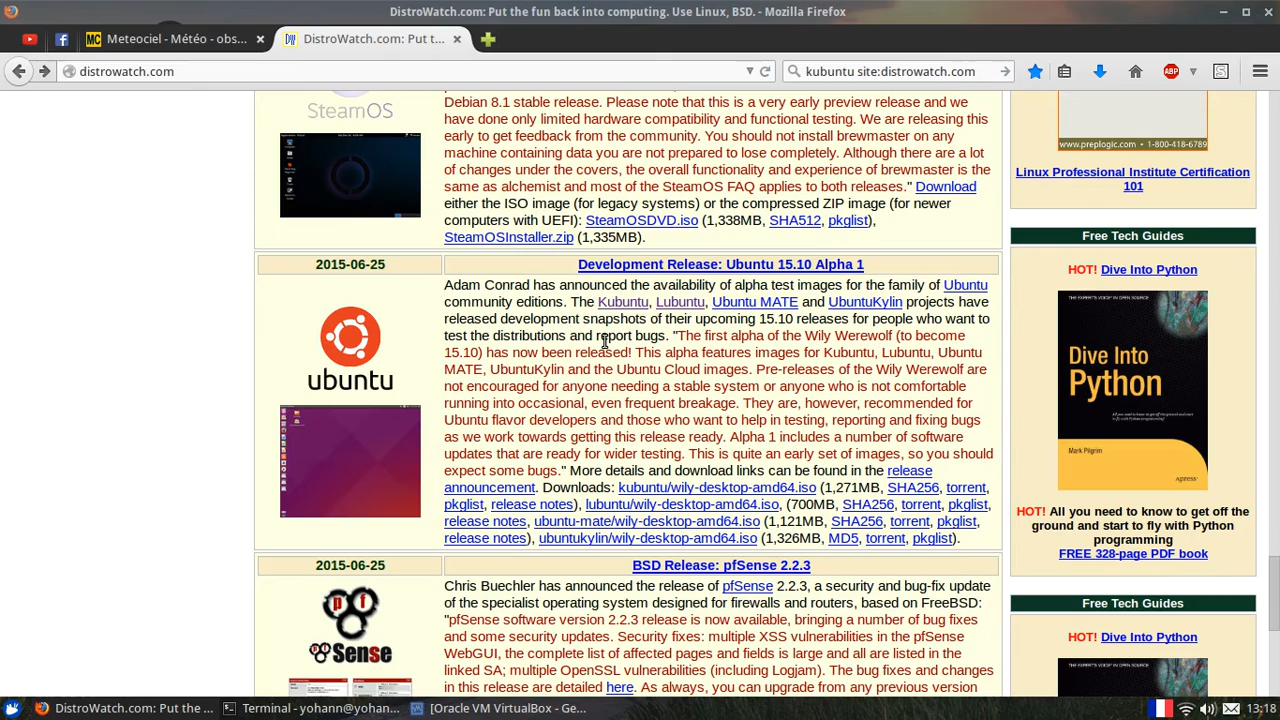 DistroWatch.com: Put the fun back into computing. Use Linux, BSD. - Mozilla Firefox
Meteociel - Météo - obs...
DistroWatch.com: Put t...
distrowatch.com
kubuntu site:distrowatch.com
ABP
SteamOS
Debian 8.1 stable release. Please note that this is a very early preview release and we
have done only limited hardware compatibility and functional testing. We are releasing this
early to get feedback from the community. You should not install brewmaster on any
machine containing data you are not prepared to lose completely. Although there are a lot
of changes under the covers, the overall functionality and experience of brewmaster is the
same as alchemist and most of the SteamOS FAQ applies to both releases." Download
either the ISO image (for legacy systems) or the compressed ZIP image (for newer
computers with UEFI): SteamOSDVD.iso (1,338MB, SHA512, pkglist),
SteamOSInstaller.zip (1,335MB).
2015-06-25
Development Release: Ubuntu 15.10 Alpha 1
ubuntu
Adam Conrad has announced the availability of alpha test images for the family of Ubuntu
community editions. The Kubuntu, Lubuntu, Ubuntu MATE and UbuntuKylin projects have
released development snapshots of their upcoming 15.10 releases for people who want to
test the distributions and report bugs. "The first alpha of the Wily Werewolf (to become
15.10) has now been released! This alpha features images for Kubuntu, Lubuntu, Ubuntu
MATE, UbuntuKylin and the Ubuntu Cloud images. Pre-releases of the Wily Werewolf are
not encouraged for anyone needing a stable system or anyone who is not comfortable
running into occasional, even frequent breakage. They are, however, recommended for
Ubuntu flavor developers and those who want to help in testing, reporting and fixing bugs
as we work towards getting this release ready. Alpha 1 includes a number of software
updates that are ready for wider testing. This is quite an early set of images, so you should
expect some bugs." More details and download links can be found in the release
announcement. Downloads: kubuntu/wily-desktop-amd64.iso (1,271MB, SHA256, torrent,
pkglist, release notes), lubuntu/wily-desktop-amd64.iso, (700MB, SHA256, torrent, pkglist,
release notes, ubuntu-mate/wily-desktop-amd64.iso (1,121MB, SHA256, torrent, pkglist,
release notes), ubuntukylin/wily-desktop-amd64.iso (1,326MB, MD5, torrent, pkglist).
2015-06-25
BSD Release: pfSense 2.2.3
pf
Sense
Chris Buechler has announced the release of pfSense 2.2.3, a security and bug-fix update
of the specialist operating system designed for firewalls and routers, based on FreeBSD:
"pfSense software version 2.2.3 release is now available, bringing a number of bug fixes
and some security updates. Security fixes: multiple XSS vulnerabilities in the pfSense
WebGUI, the complete list of affected pages and fields is large and all are listed in the
linked SA; multiple OpenSSL vulnerabilities (including Logjam). The bug fixes and changes
in this release are detailed here. As always, you can upgrade from any previous version
www.preplogic.com • 1-800-418-6789
Linux Professional Institute Certification
101
Free Tech Guides
HOT! Dive Into Python
THE EXPERT'S VOICE IN OPEN SOURCE
Dive Into
Python
Mark Pilgrim
Apress
HOT! All you need to know to get off the
ground and start to fly with Python
programming
FREE 328-page PDF book
Free Tech Guides
HOT! Dive Into Python
DistroWatch.com: Put the ...
Terminal - yohann@yohan...
[Oracle VM VirtualBox - Ge...
13:18